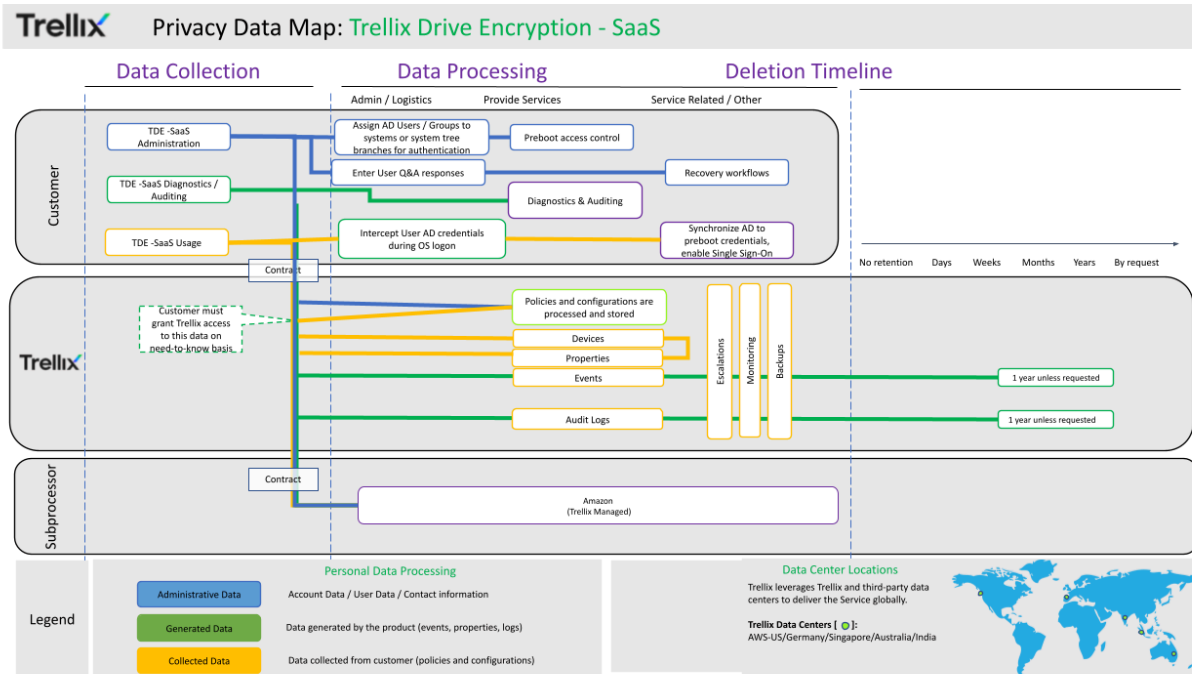 Trellix
Privacy Data Map: Trellix Drive Encryption - SaaS
Data Collection
Data Processing
Deletion Timeline
Admin / Logistics
Provide Services
Service Related / Other
Customer
TDE -SaaS
Administration
Assign AD Users / Groups to
systems or system tree
branches for authentication
Preboot access control
Enter User Q&A responses
Recovery workflows
TDE -SaaS Diagnostics /
Auditing
Diagnostics & Auditing
TDE -SaaS Usage
Intercept User AD credentials
during OS logon
Synchronize AD to
preboot credentials,
enable Single Sign-On
No retention
Days
Weeks
Months
Years
By request
Contract
Trellix
Customer must
grant Trellix access
to this data on
need-to-know basis
Policies and configurations are
processed and stored
Devices
Properties
Events
Audit Logs
Escalations
Monitoring
Backups
1 year unless requested
1 year unless requested
Subprocessor
Contract
Amazon
(Trellix Managed)
Legend
Personal Data Processing
Administrative Data
Account Data / User Data / Contact information
Generated Data
Data generated by the product (events, properties, logs)
Collected Data
Data collected from customer (policies and configurations)
Data Center Locations
Trellix leverages Trellix and third-party data
centers to deliver the Service globally.
Trellix Data Centers [ ]:
AWS-US/Germany/Singapore/Australia/India